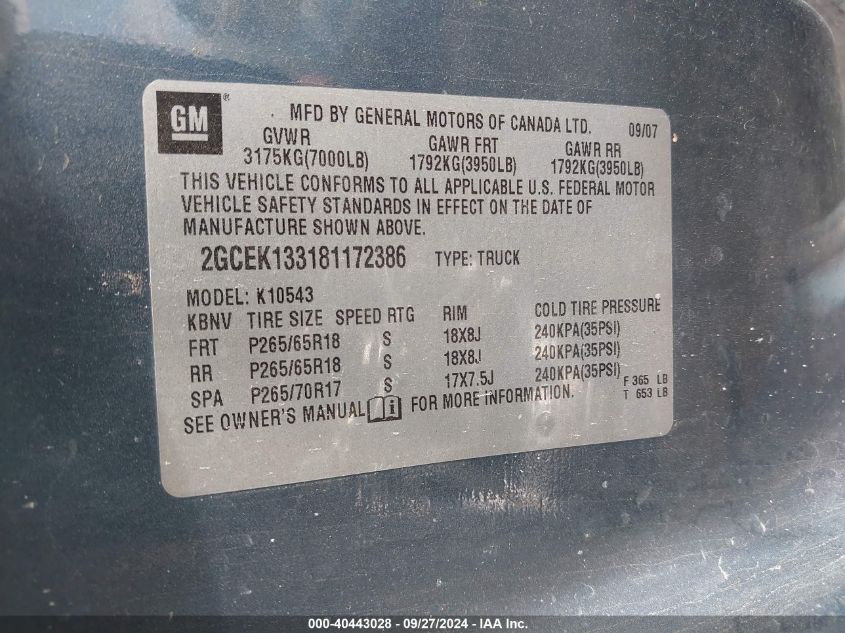 GM®
MFD BY GENERAL MOTORS OF CANADA LTD. 09/07
GVWR GAWR FRT GAWR RR
3175KG(7000LB) 1792KG(3950LB) 1792KG(3950LB)
THIS VEHICLE CONFORMS TO ALL APPLICABLE U.S. FEDERAL MOTOR
VEHICLE SAFETY STANDARDS IN EFFECT ON THE DATE OF
MANUFACTURE SHOWN ABOVE.
2GCEK133181172386 TYPE: TRUCK
MODEL: K10543
KBNV TIRE SIZE SPEED RTG RIM COLD TIRE PRESSURE
FRT P265/65R18 S 18X8J 240KPA(35PSI)
RR P265/65R18 S 18X8J 240KPA(35PSI)
SPA P265/70R17 S 17X7.5J 240KPA(35PSI)
SEE OWNER'S MANUAL i FOR MORE INFORMATION.
F 365 LB
T 653 LB
000-40443028 - 09/27/2024 - IAA Inc.